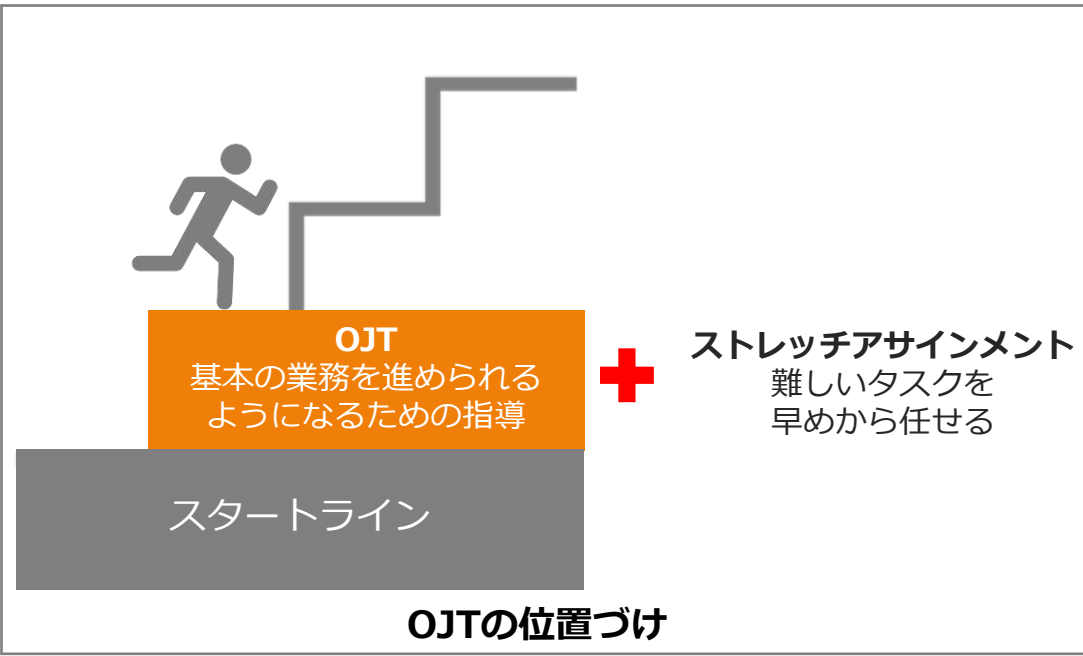 OJT
基本の業務を進められる
ようになるための指導
ストレッチアサインメント
難しいタスクを
早めから任せる
スタートライン
OJTの位置づけ